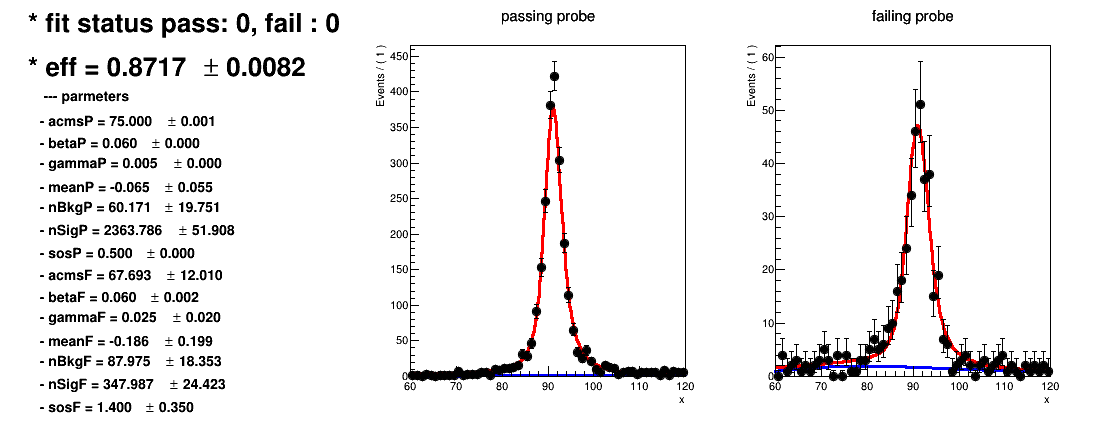 * fit status pass: 0, fail : 0
* eff = 0.8717 ± 0.0082
--- parmeters
- acmsP = 75.000 ± 0.001
- betaP = 0.060 ± 0.000
- gammaP = 0.005 ± 0.000
- meanP = -0.065 ± 0.055
- nBkgP = 60.171 ± 19.751
- nSigP = 2363.786 ± 51.908
- sosP = 0.500 ± 0.000
- acmsF = 67.693 ± 12.010
- betaF = 0.060 ± 0.002
- gammaF = 0.025 ± 0.020
- meanF = -0.186 ± 0.199
- nBkgF = 87.975 ± 18.353
- nSigF = 347.987 ± 24.423
- sosF = 1.400 ± 0.350
passing probe
Events / ( 1 )
450
400
350
300
250
200
150
100
50
0
60 70 80 90 100 110 120
x
failing probe
Events / ( 1 )
60
50
40
30
20
10
0
60 70 80 90 100 110 120
x